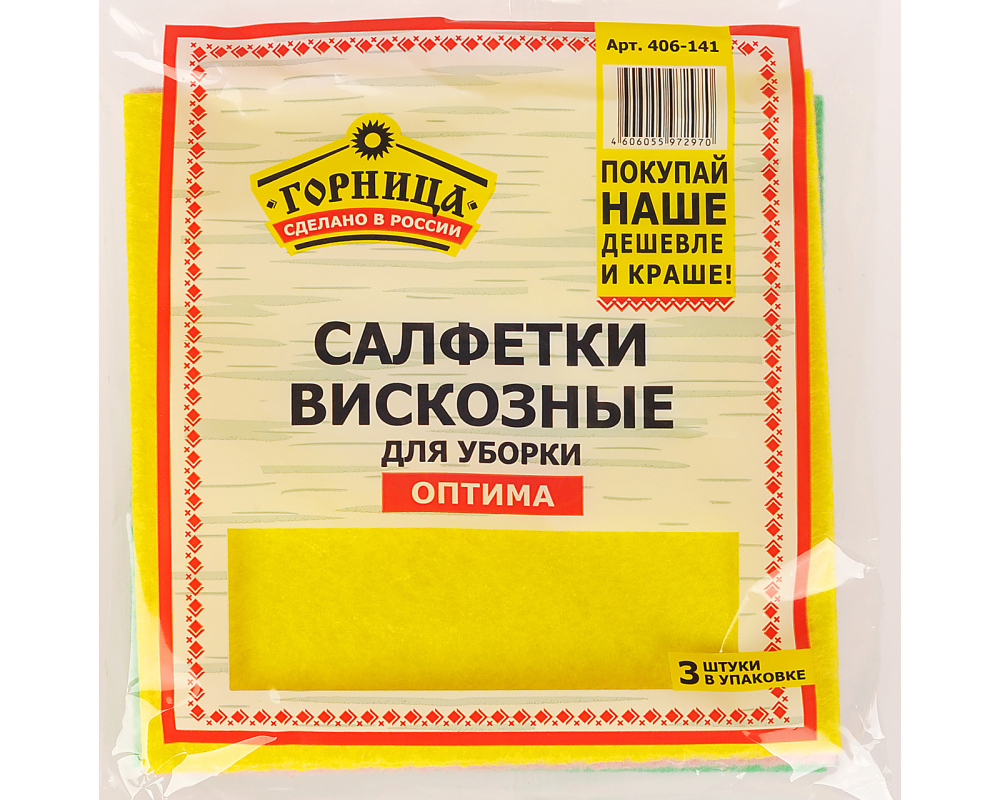 Арт. 406-141
4 606055 972970
ПОКУПАЙ
НАШЕ
ДЕШЕВЛЕ
И КРАШЕ!
ГОРНИЦА
СДЕЛАНО В РОССИИ
САЛФЕТКИ
ВИСКОЗНЫЕ
ДЛЯ УБОРКИ
ОПТИМА
3 ШТУКИ
В УПАКОВКЕ